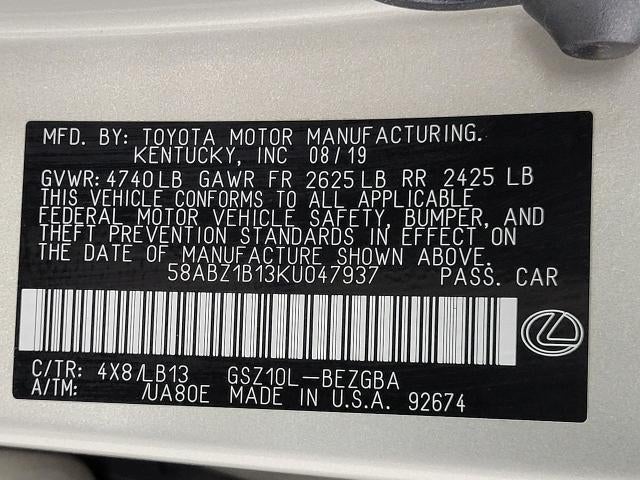 MFD. BY: TOYOTA MOTOR MANUFACTURING.
KENTUCKY, INC 08/19
GVWR: 4740LB GAWR FR 2625LB RR 2425 LB
THIS VEHICLE CONFORMS TO ALL APPLICABLE
FEDERAL MOTOR VEHICLE SAFETY, BUMPER, AND
THEFT PREVENTION STANDARDS IN EFFECT ON
THE DATE OF MANUFACTURE SHOWN ABOVE.
58ABZ1B13KU047937 PASS. CAR
C/TR: 4X8/LB13 GSZ10L-BEZGBA
A/TM: /UA80E MADE IN U.S.A. 92674